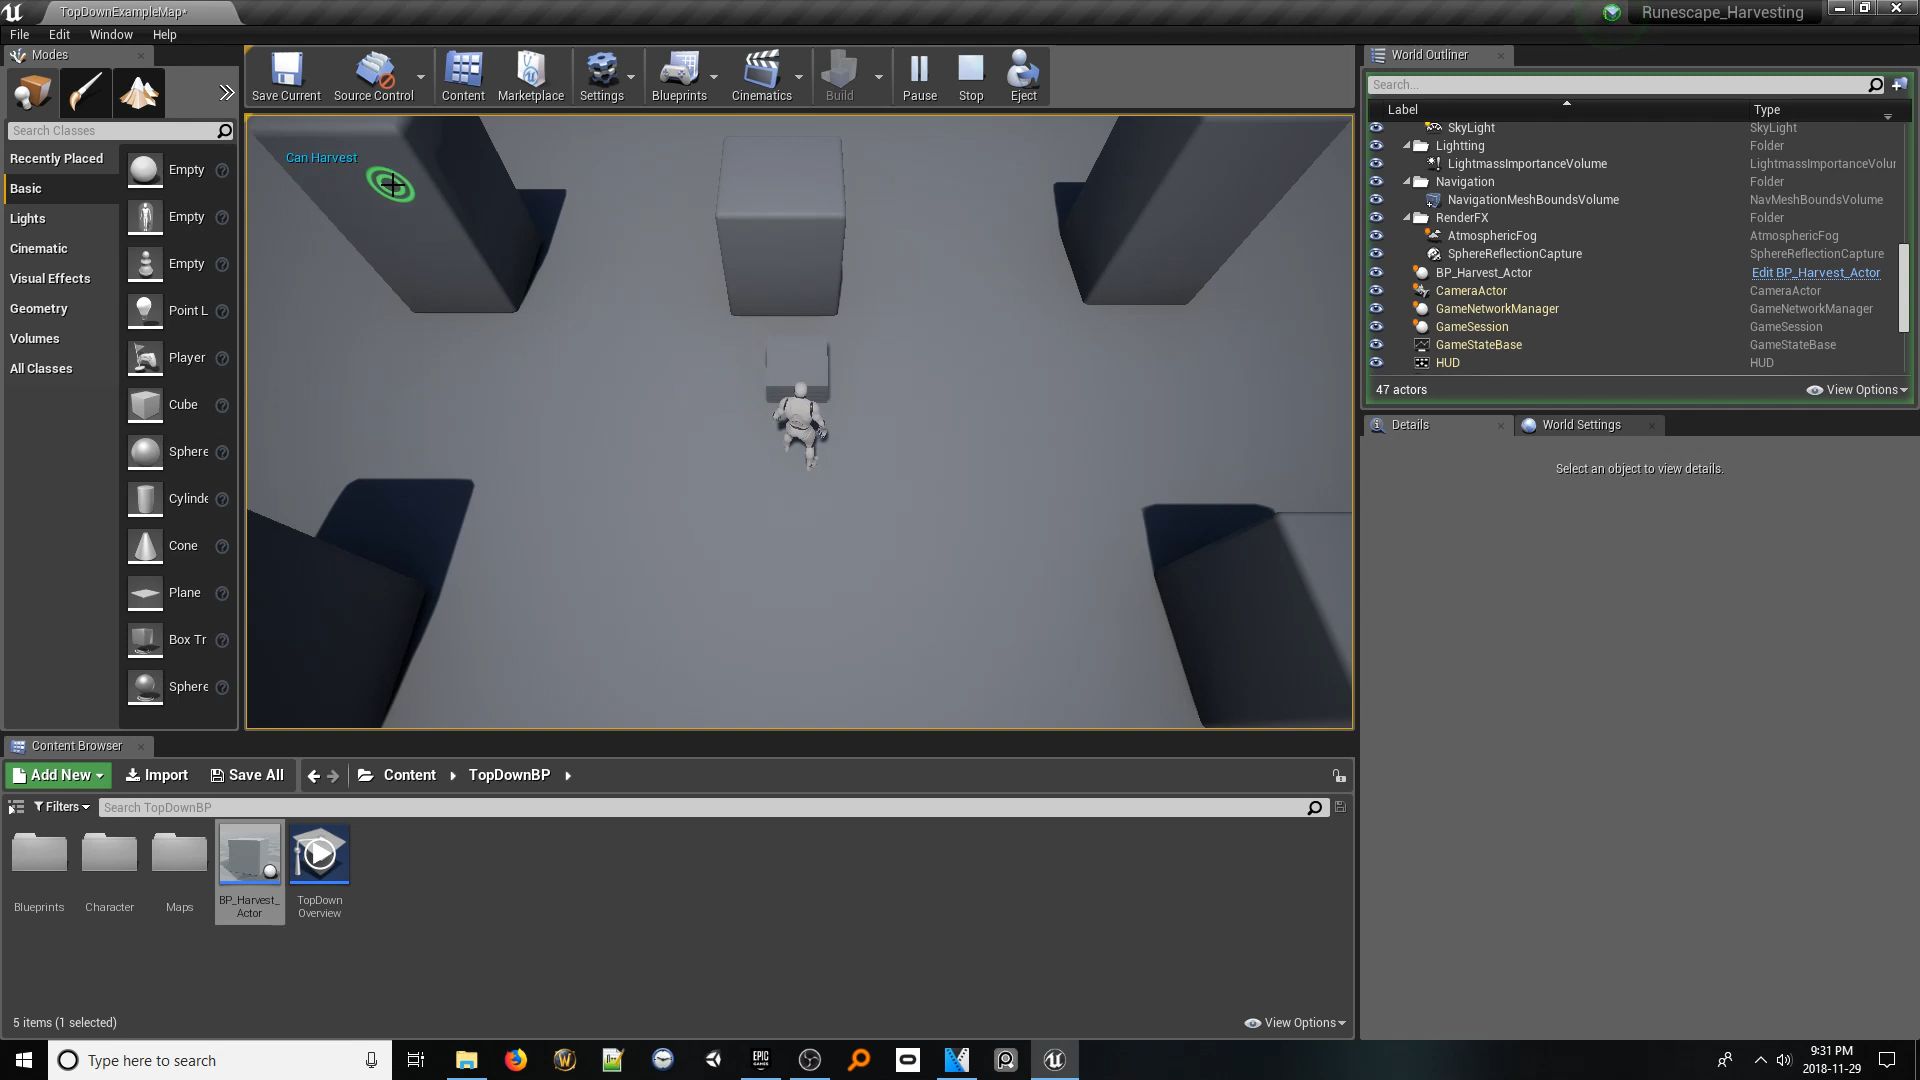 TopDownExampleMap*
Runescape_Harvesting
File Edit Window Help
Modes
Search Classes
Recently Placed
Basic
Lights
Cinematic
Visual Effects
Geometry
Volumes
All Classes
Empty
Empty
Empty
Point L
Player
Cube
Sphere
Cylinde
Cone
Plane
Box Tr
Sphere
Save Current
Source Control
Content
Marketplace
Settings
Blueprints
Cinematics
Build
Pause
Stop
Eject
Can Harvest
World Outliner
Search...
Label Type
SkyLight SkyLight
Lightting Folder
LightmassImportanceVolume LightmassImportanceVolur
Navigation Folder
NavigationMeshBoundsVolume NavMeshBoundsVolume
RenderFX Folder
AtmosphericFog AtmosphericFog
SphereReflectionCapture SphereReflectionCapture
BP_Harvest_Actor Edit BP_Harvest_Actor
CameraActor CameraActor
GameNetworkManager GameNetworkManager
GameSession GameSession
GameStateBase GameStateBase
HUD HUD
47 actors View Options
Details World Settings
Select an object to view details.
Content Browser
Add New Import Save All Content TopDownBP
Filters Search TopDownBP
Blueprints
Character
Maps
BP_Harvest_
Actor
TopDown
Overview
5 items (1 selected) View Options
Type here to search
EPIC
GAMES
9:31 PM
2018-11-29